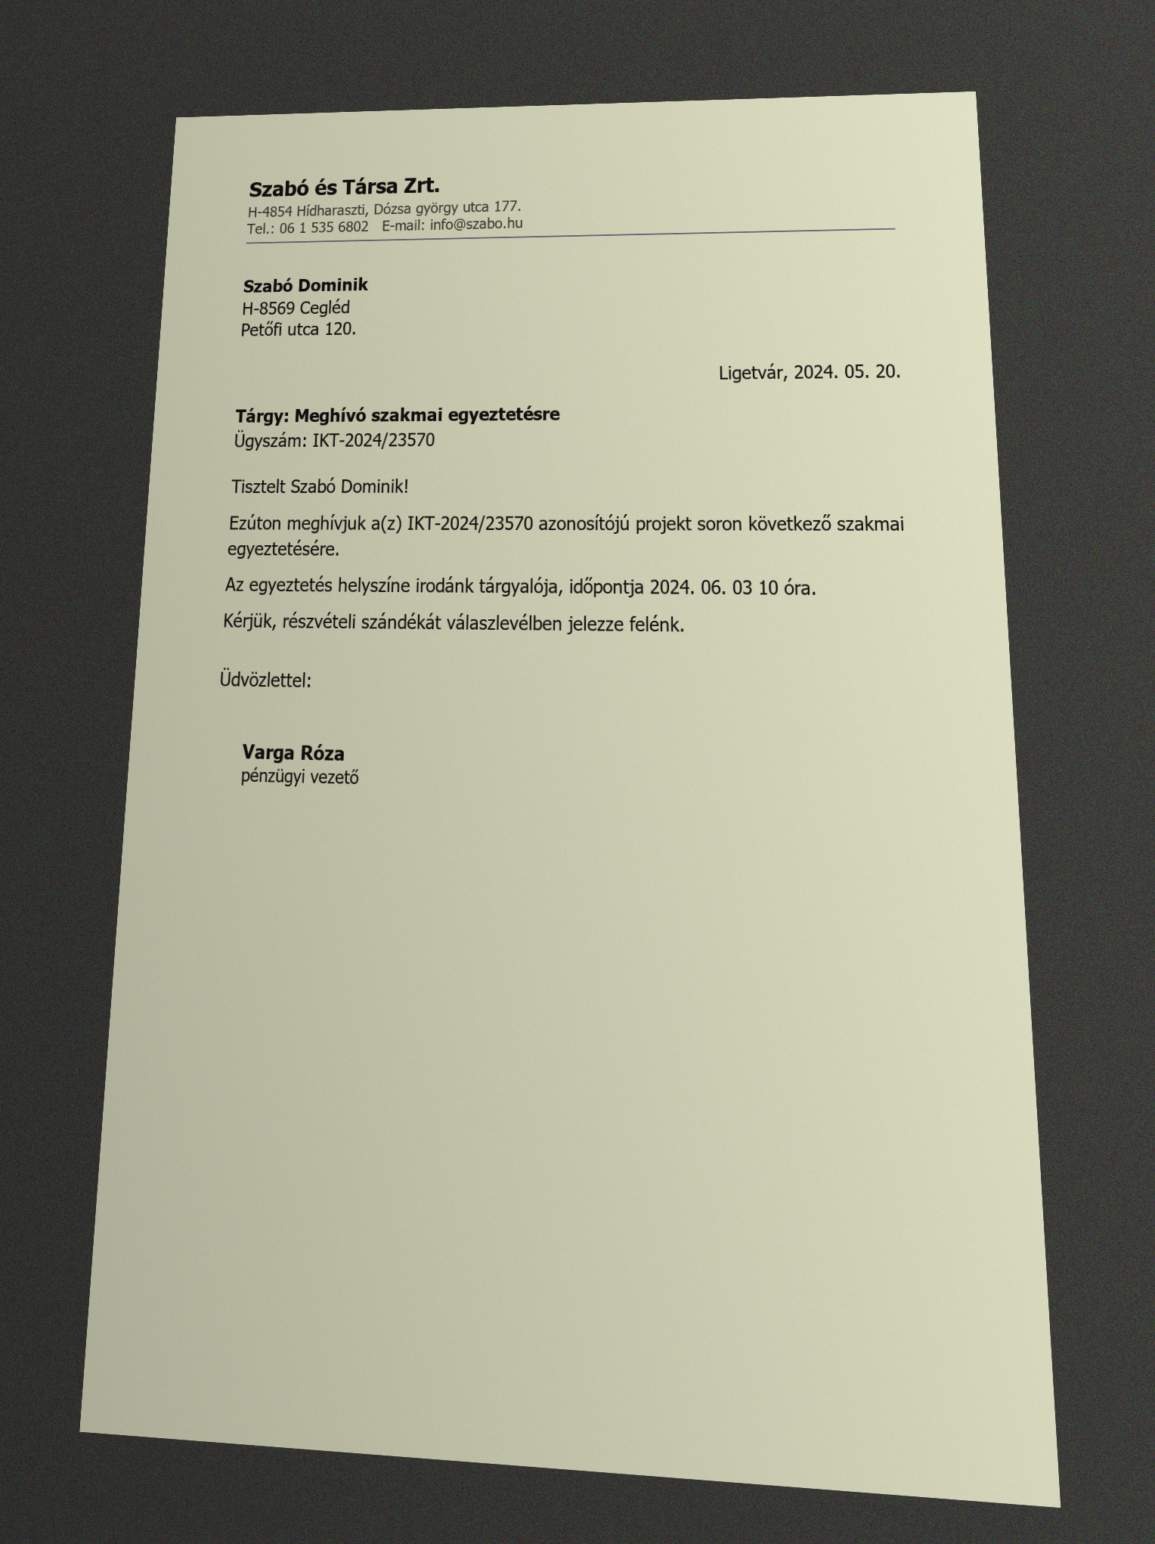 Szabó és Társa Zrt.
H-4854 Hídharaszti, Dózsa györgy utca 177.
Tel.: 06 1 535 6802 E-mail: info@szabo.hu
Szabó Dominik
H-8569 Cegléd
Petőfi utca 120.
Ligetvár, 2024. 05. 20.
Tárgy: Meghívó szakmai egyeztetésre
Ügyszám: IKT-2024/23570
Tisztelt Szabó Dominik!
Ezúton meghívjuk a(z) IKT-2024/23570 azonosítójú projekt soron következő szakmai
egyeztetésére.
Az egyeztetés helyszíne irodánk tárgyalója, időpontja 2024. 06. 03 10 óra.
Kérjük, részvételi szándékát válaszlevélben jelezze felénk.
Üdvözlettel:
Varga Róza
pénzügyi vezető